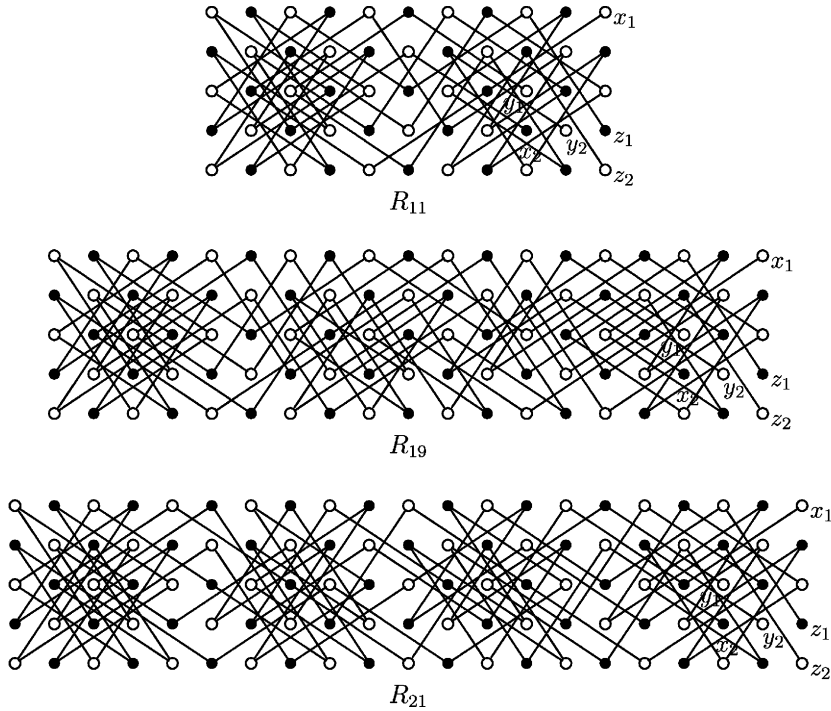 x₁
y₁
z₁
y₂
x₂
z₂
R₁₁
x₁
y₁
z₁
y₂
x₂
z₂
R₁₉
x₁
y₁
z₁
y₂
x₂
z₂
R₂₁